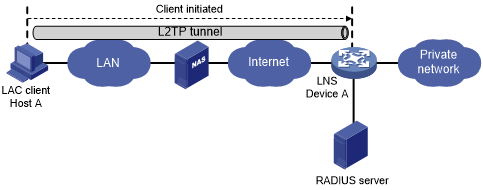 Client initiated
L2TP tunnel
LAN
NAS
Internet
Private
network
LAC client
Host A
LNS
Device A
RADIUS server